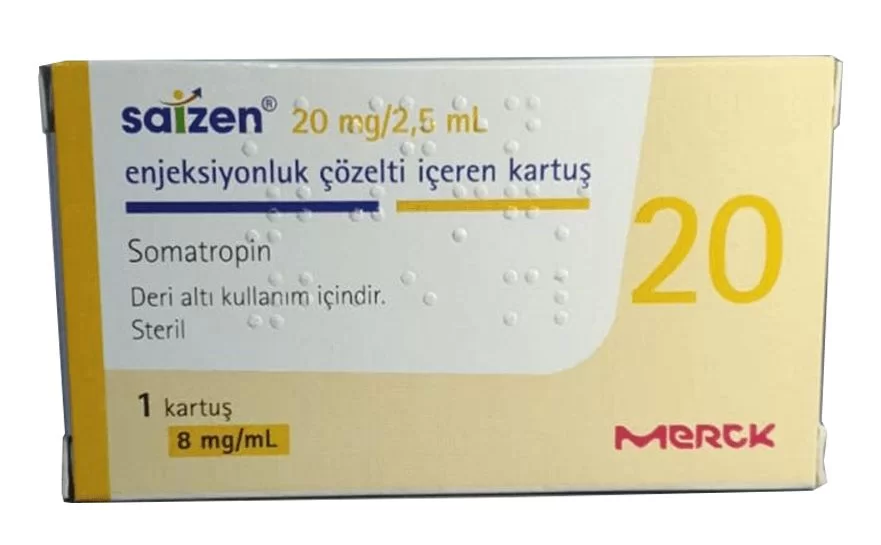 saizen® 20 mg/2,5 mL
enjeksiyonluk çözelti içeren kartuş
20
Somatropin
Deri altı kullanım içindir.
Steril
1 kartuş
8 mg/mL
MERCK